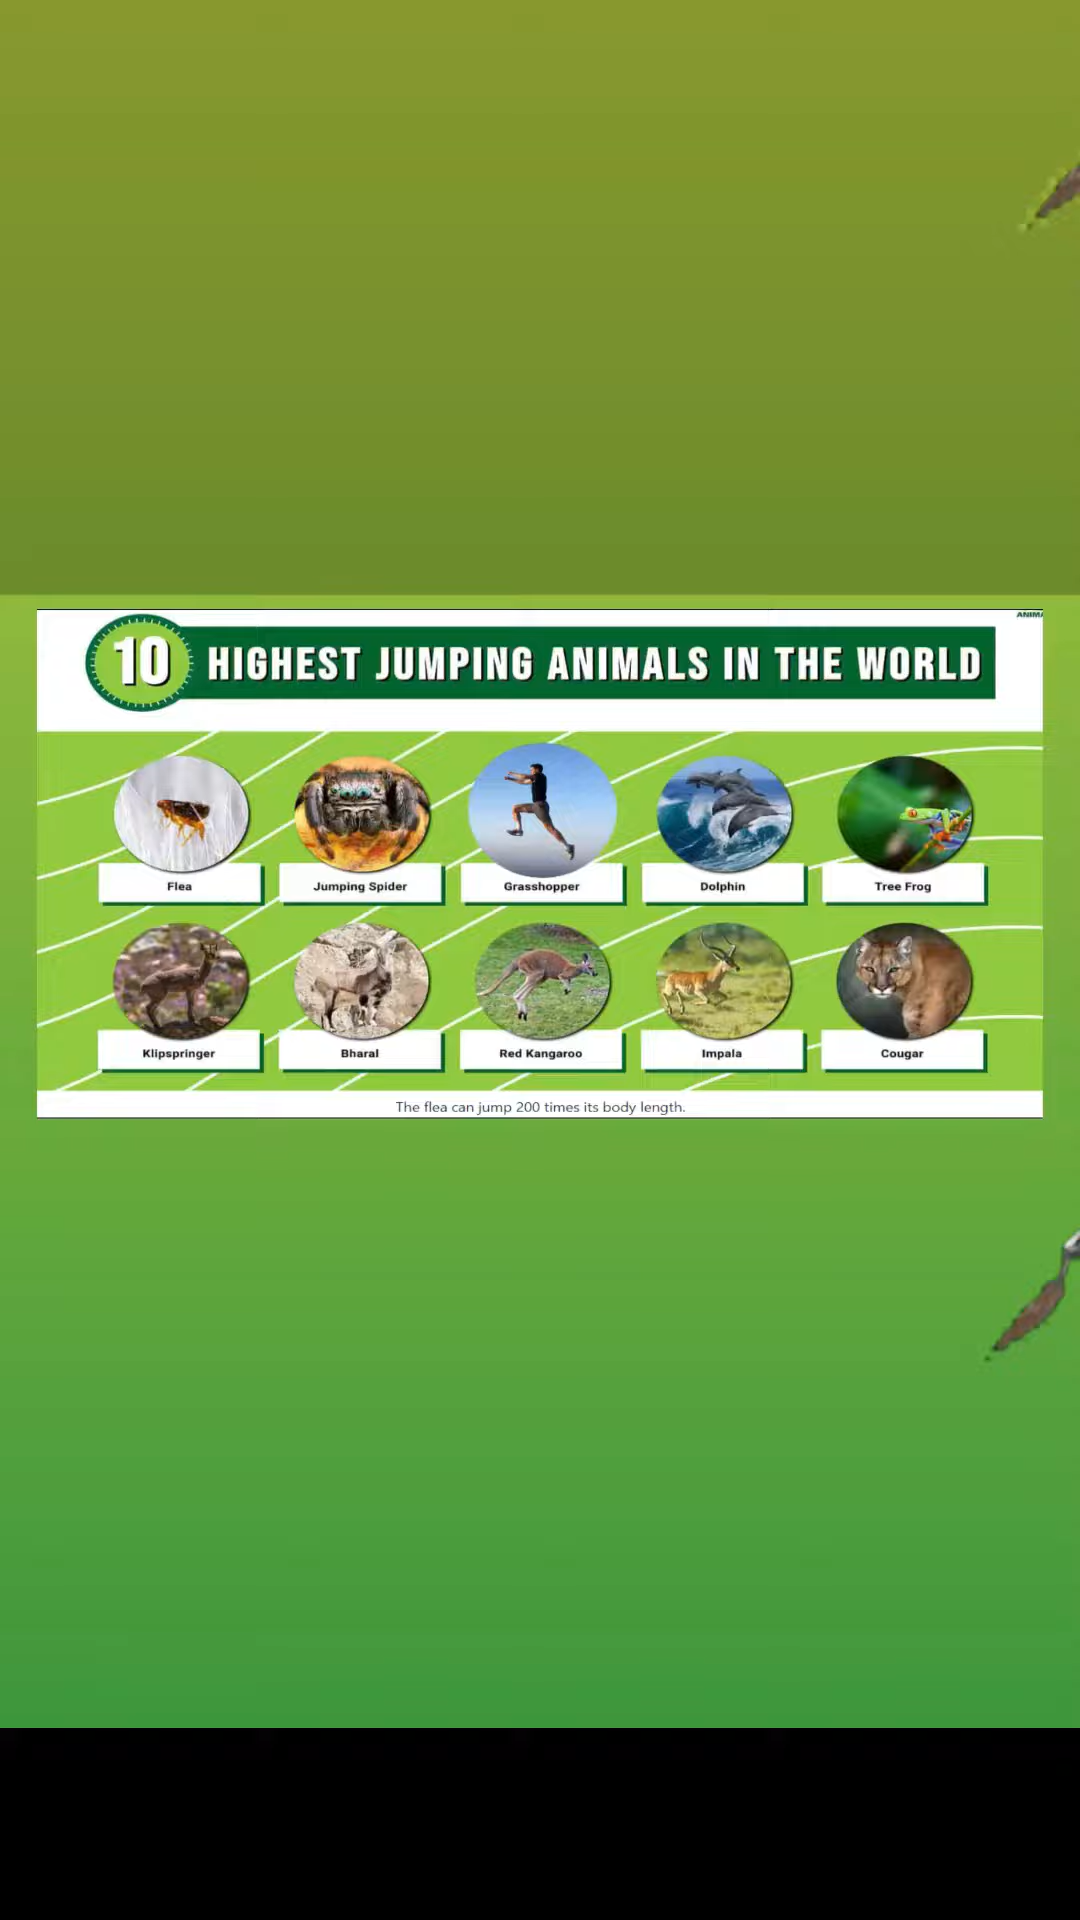 ANIMA
10 HIGHEST JUMPING ANIMALS IN THE WORLD
Flea
Jumping Spider
Grasshopper
Dolphin
Tree Frog
Klipspringer
Bharal
Red Kangaroo
Impala
Cougar
The flea can jump 200 times its body length.